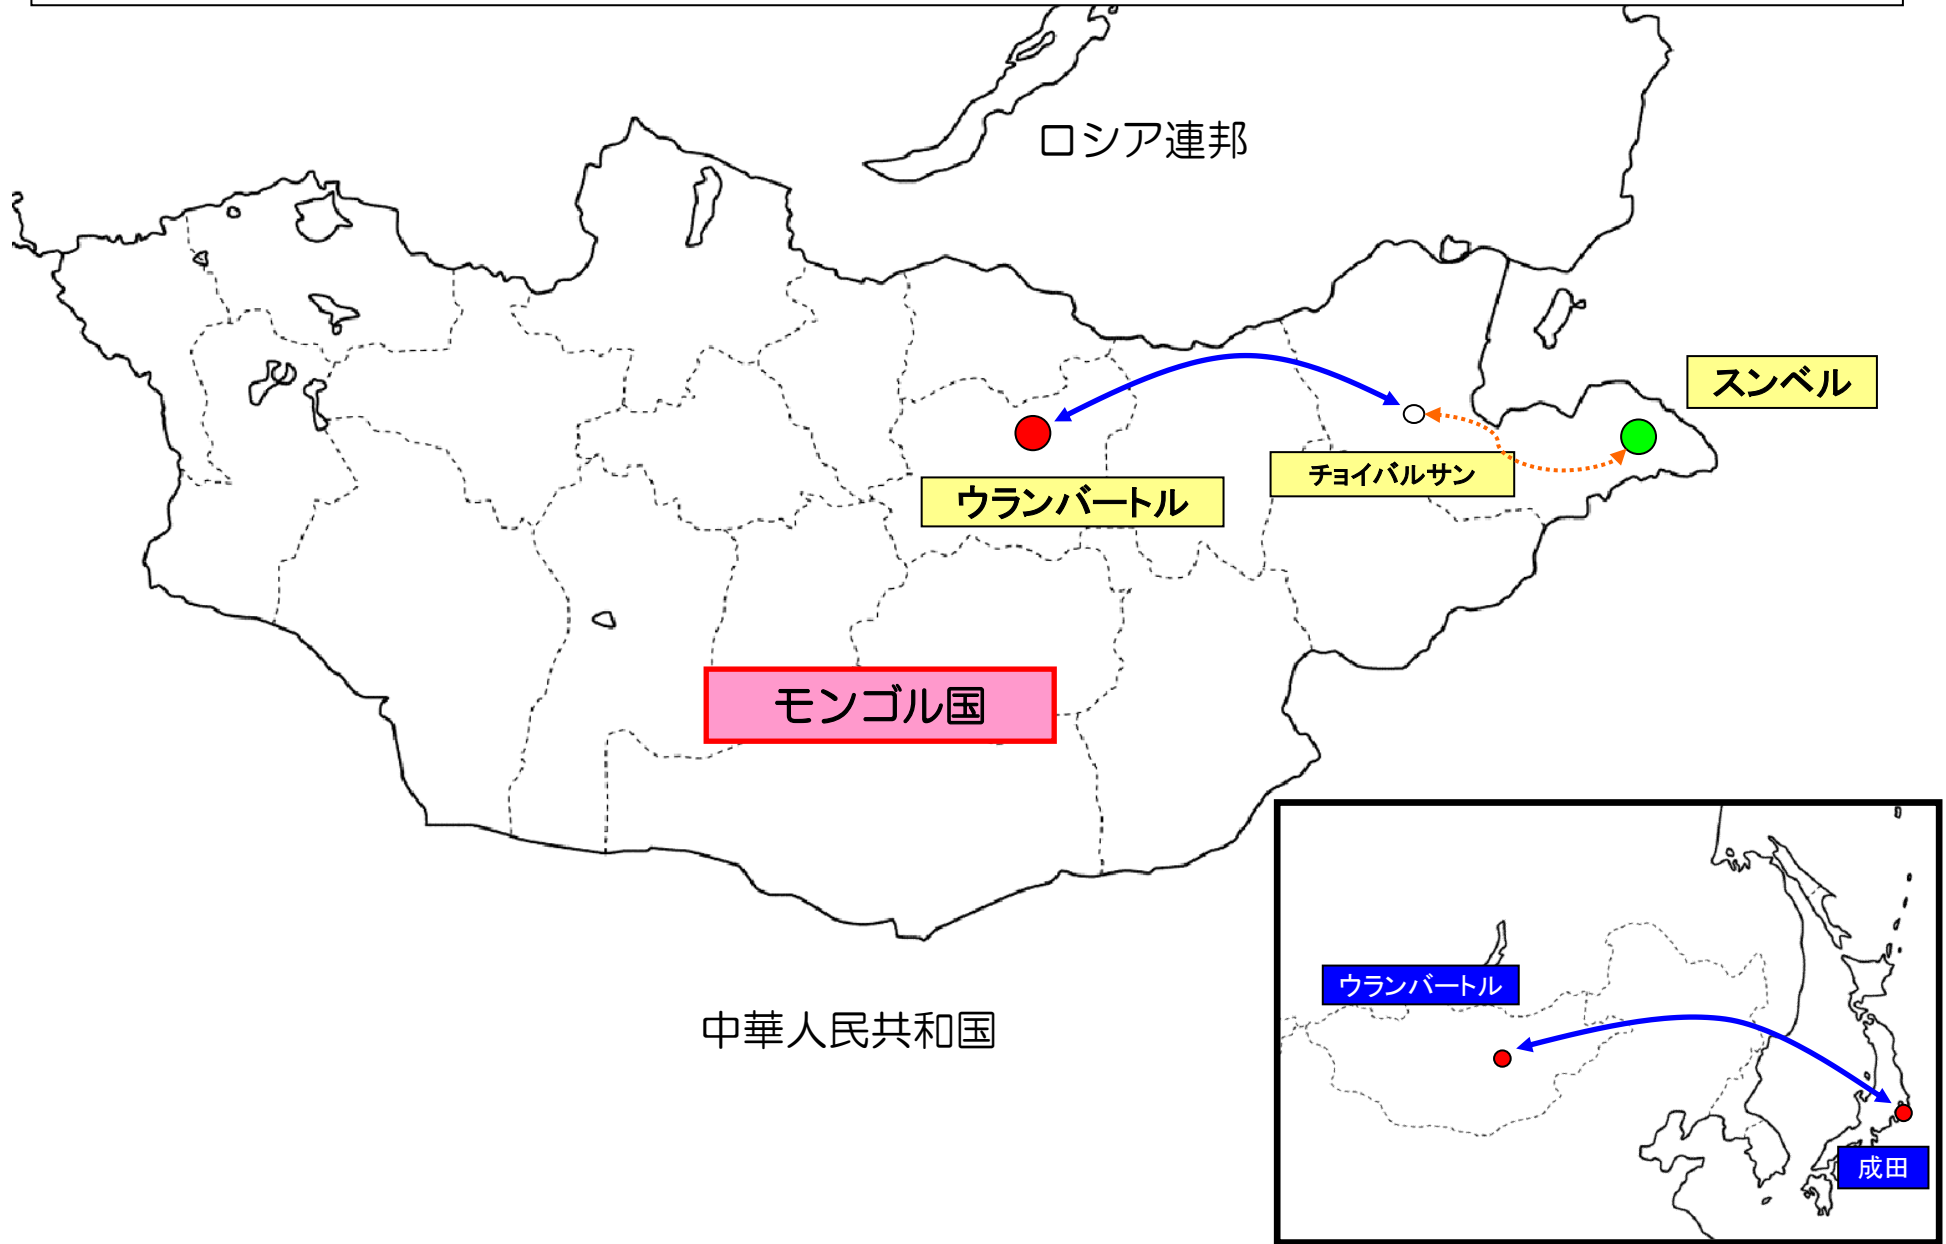 ロシア連邦
スンベル
チョイバルサン
ウランバートル
モンゴル国
中華人民共和国
ウランバートル
成田